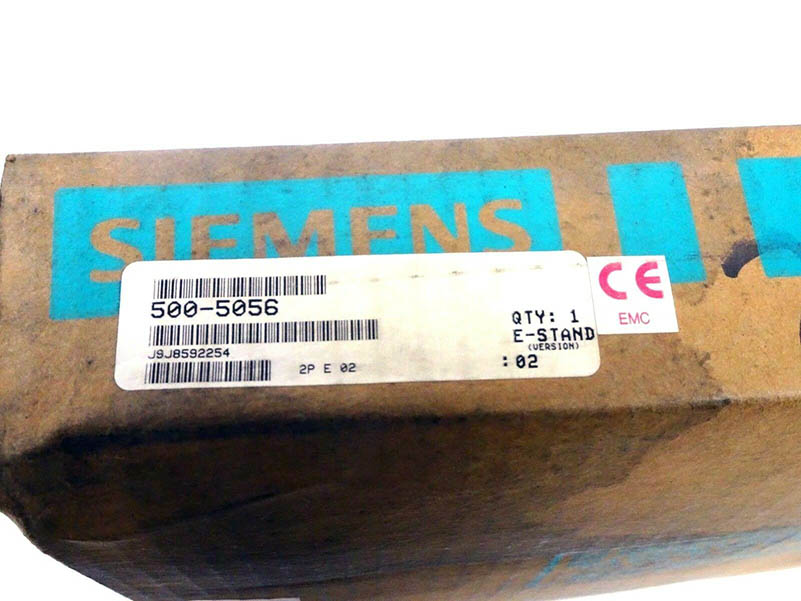 SIEMENS
500-5056
QTY: 1
E-STAND
(VERSION)
J9J8592254
2P E 02
:02
CE
EMC